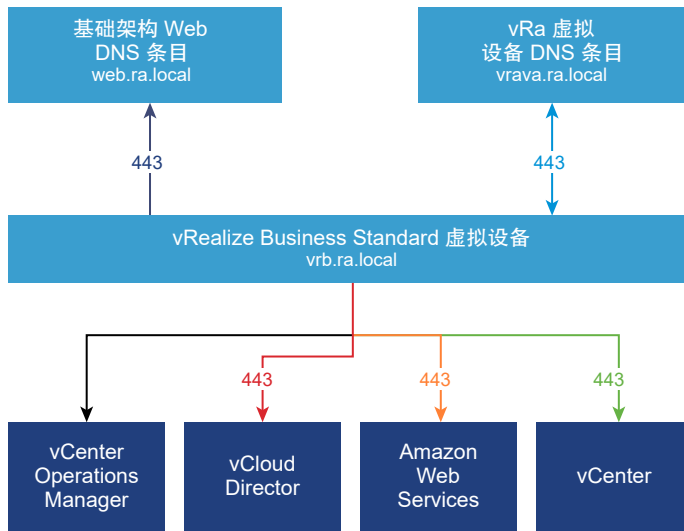 基础架构 Web
DNS 条目
web.ra.local
vRa 虚拟
设备 DNS 条目
vrava.ra.local
443
443
vRealize Business Standard 虚拟设备
vrb.ra.local
443
443
443
vCenter
Operations
Manager
vCloud
Director
Amazon
Web
Services
vCenter